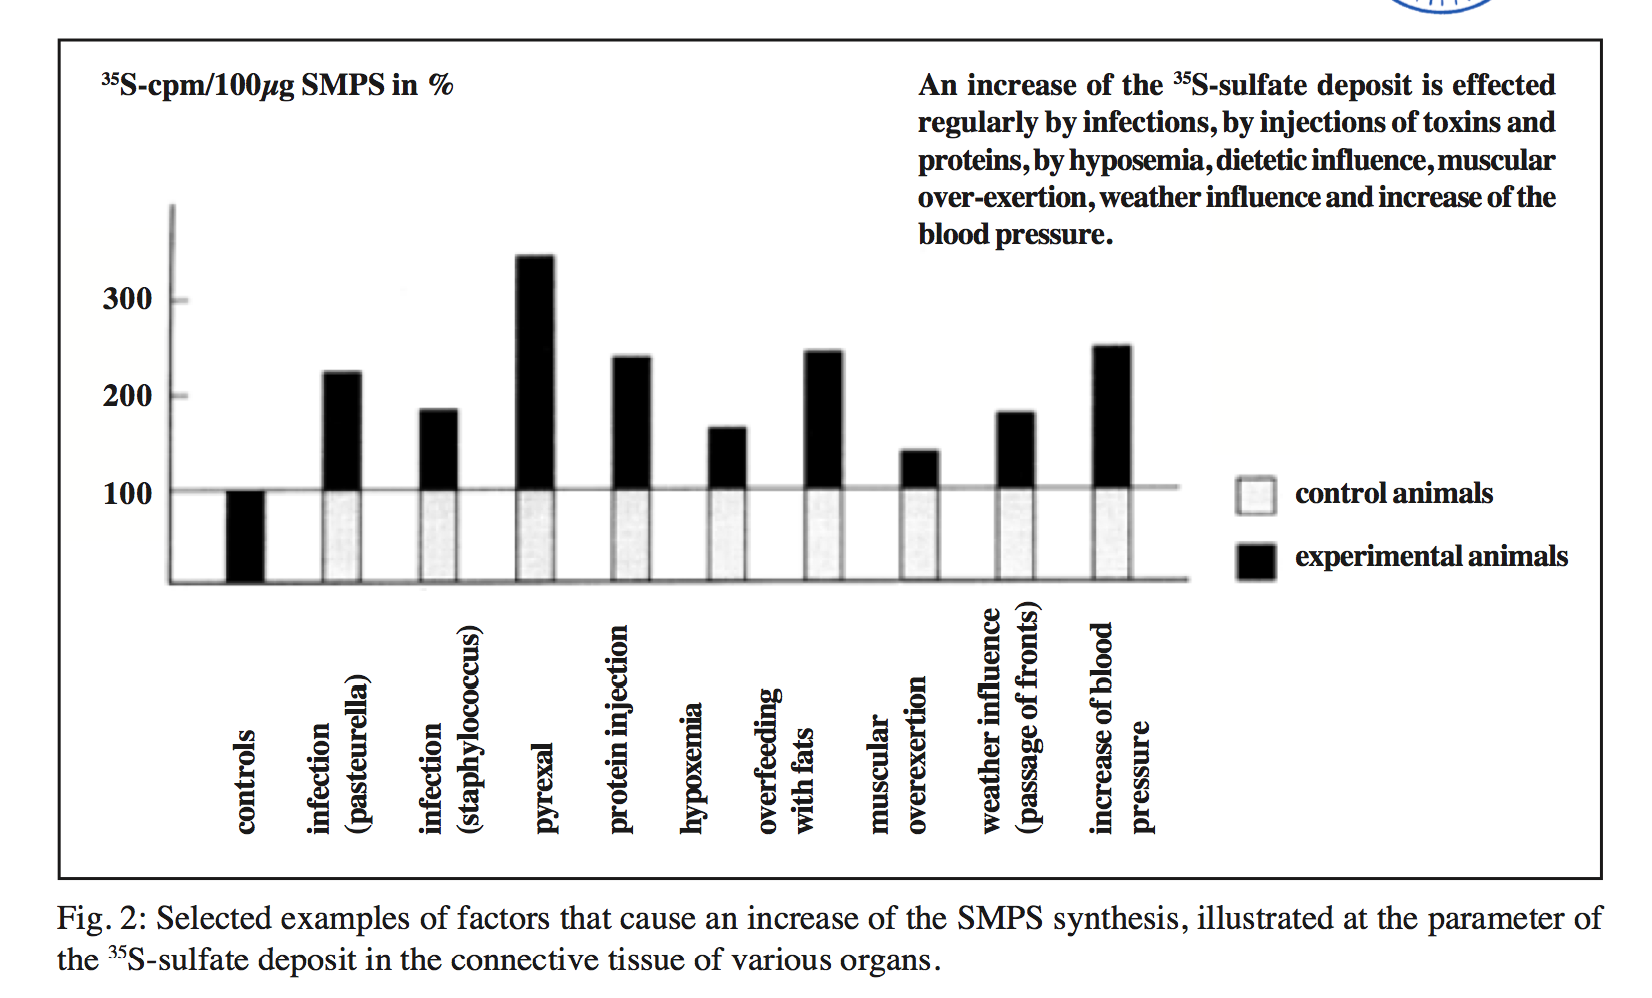 ³⁵S-cpm/100µg SMPS in %
An increase of the ³⁵S-sulfate deposit is effected
regularly by infections, by injections of toxins and
proteins, by hyposemia, dietetic influence, muscular
over-exertion, weather influence and increase of the
blood pressure.
300
200
100
control animals
experimental animals
controls
infection
(pasteurella)
infection
(staphylococcus)
pyrexal
protein injection
hypoxemia
overfeeding
with fats
muscular
overexertion
weather influence
(passage of fronts)
increase of blood
pressure
Fig. 2: Selected examples of factors that cause an increase of the SMPS synthesis, illustrated at the parameter of
the ³⁵S-sulfate deposit in the connective tissue of various organs.